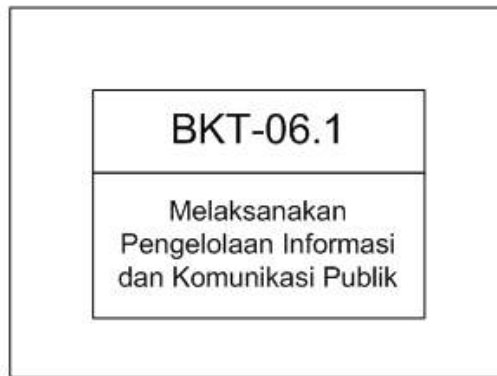 BKT-06.1
Melaksanakan
Pengelolaan Informasi
dan Komunikasi Publik